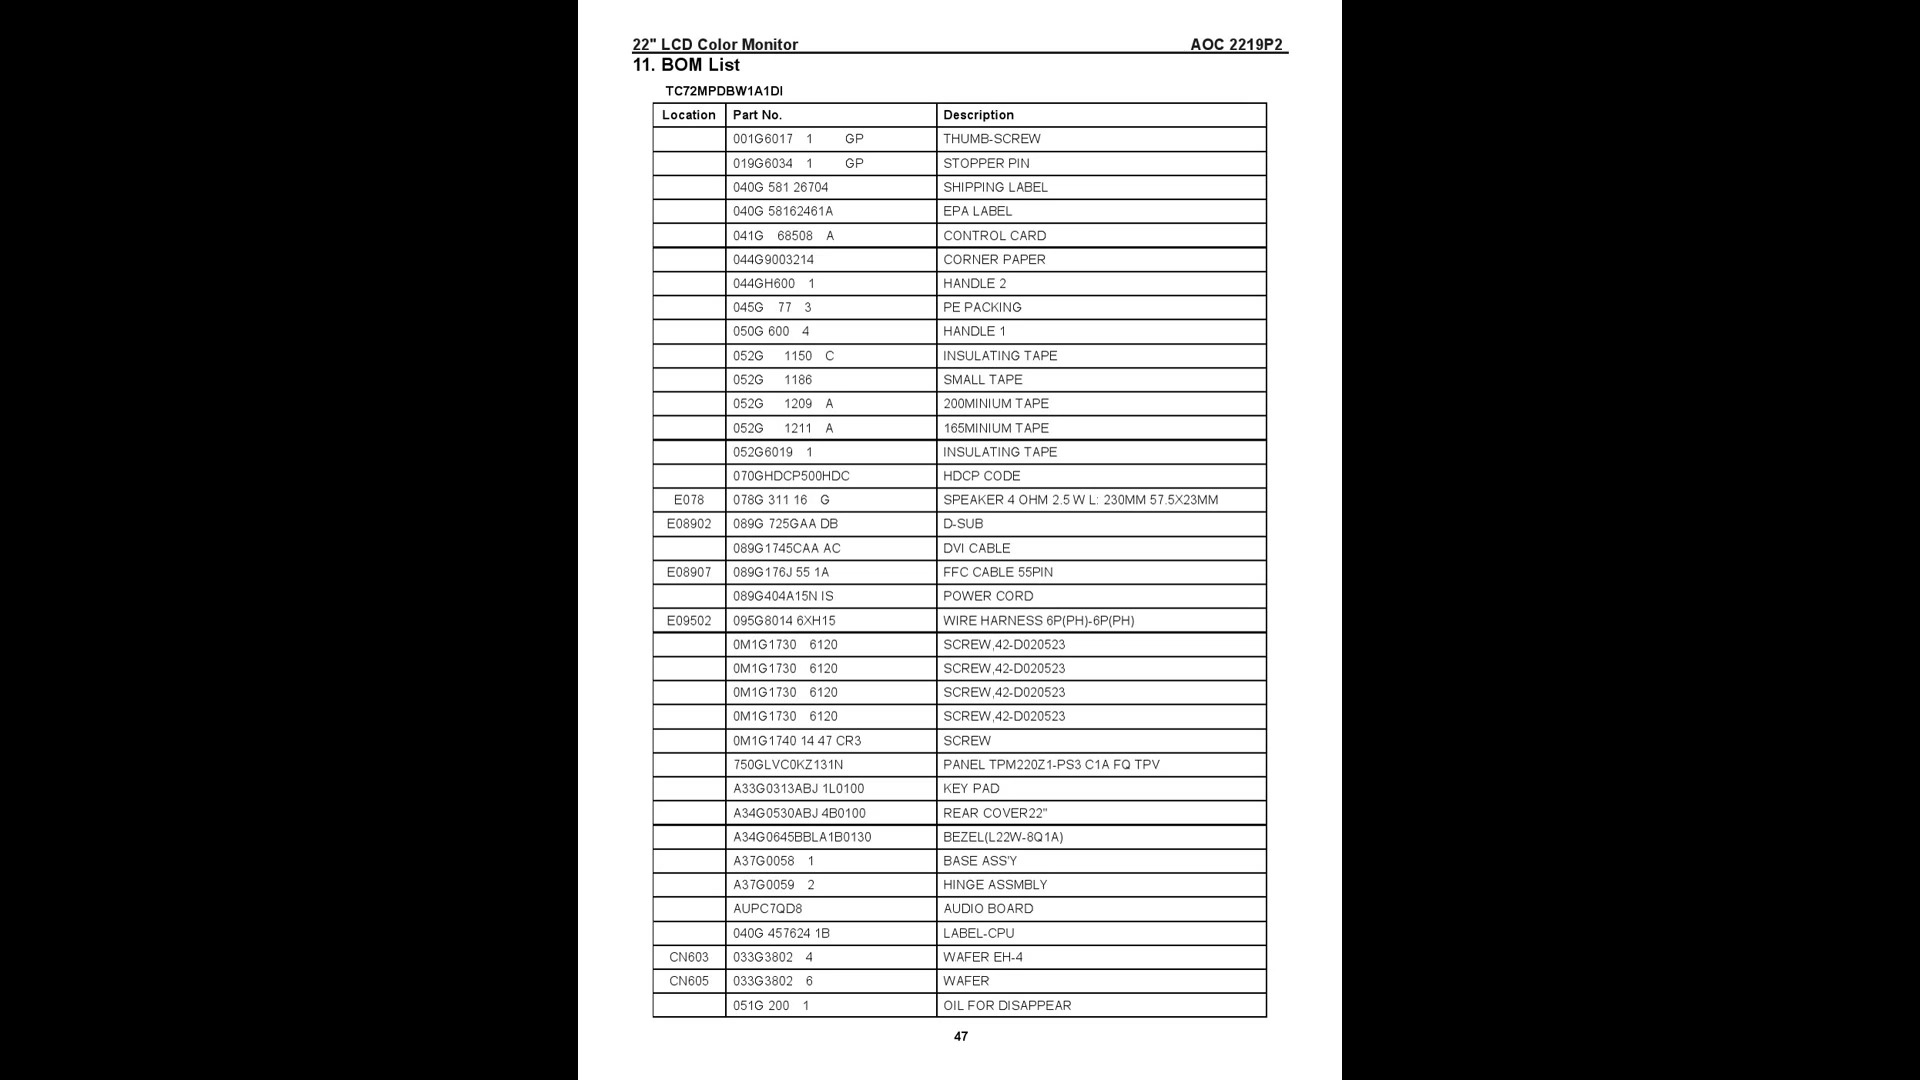 22" LCD Color Monitor AOC 2219P2
11. BOM List
TC72MPDBW1A1DI
Location Part No. Description
001G6017 1 GP THUMB-SCREW
019G6034 1 GP STOPPER PIN
040G 581 26704 SHIPPING LABEL
040G 58162461A EPA LABEL
041G 68508 A CONTROL CARD
044G9003214 CORNER PAPER
044GH600 1 HANDLE 2
045G 77 3 PE PACKING
050G 600 4 HANDLE 1
052G 1150 C INSULATING TAPE
052G 1186 SMALL TAPE
052G 1209 A 200MINIUM TAPE
052G 1211 A 165MINIUM TAPE
052G6019 1 INSULATING TAPE
070GHDCP500HDC HDCP CODE
E078 078G 311 16 G SPEAKER 4 OHM 2.5 W L: 230MM 57.5X23MM
E08902 089G 725GAA DB D-SUB
089G1745CAA AC DVI CABLE
E08907 089G176J 55 1A FFC CABLE 55PIN
089G404A15N IS POWER CORD
E09502 095G8014 6XH15 WIRE HARNESS 6P(PH)-6P(PH)
0M1G1730 6120 SCREW,42-D020523
0M1G1730 6120 SCREW,42-D020523
0M1G1730 6120 SCREW,42-D020523
0M1G1730 6120 SCREW,42-D020523
0M1G1740 14 47 CR3 SCREW
750GLVC0KZ131N PANEL TPM220Z1-PS3 C1A FQ TPV
A33G0313ABJ 1L0100 KEY PAD
A34G0530ABJ 4B0100 REAR COVER22"
A34G0645BBLA1B0130 BEZEL(L22W-8Q1A)
A37G0058 1 BASE ASS'Y
A37G0059 2 HINGE ASSMBLY
AUPC7QD8 AUDIO BOARD
040G 457624 1B LABEL-CPU
CN603 033G3802 4 WAFER EH-4
CN605 033G3802 6 WAFER
051G 200 1 OIL FOR DISAPPEAR
47